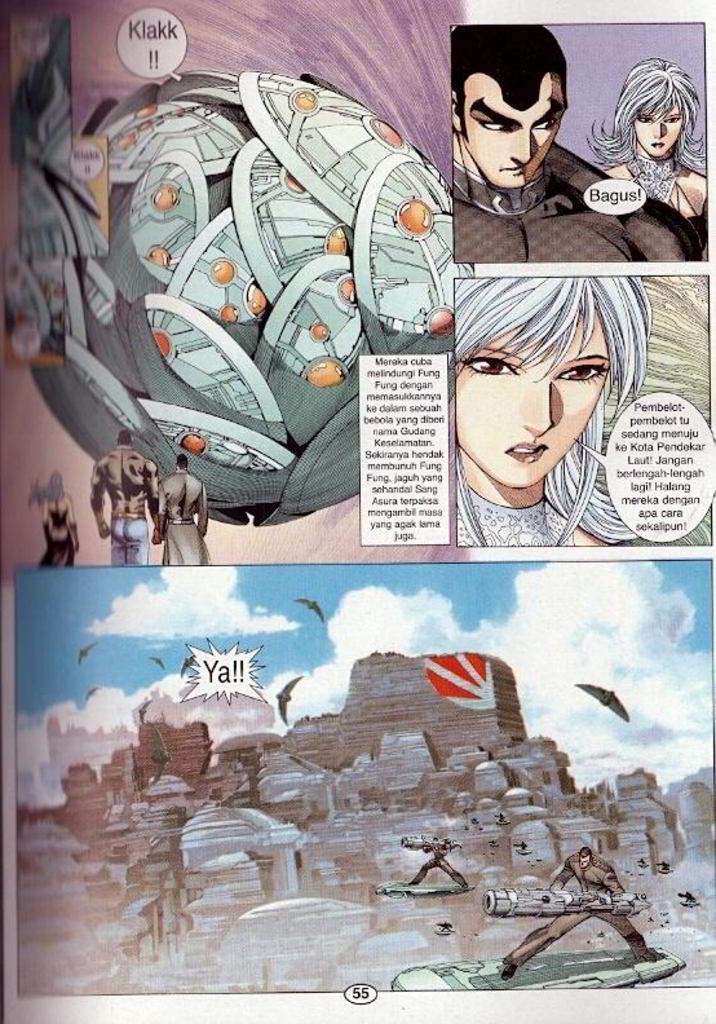 Klakk
!!
Klakk
!!
Mereka cuba
melindungi Fung
Fung dengan
memasukkannya
ke dalam sebuah
bebola yang diberi
nama Gudang
Keselamatan.
Sekiranya hendak
membunuh Fung
Fung, jaguh yang
sehandal Sang
Asura terpaksa
mengambil masa
yang agak lama
juga.
Bagus!
Pembelot-
pembelot tu
sedang menuju
ke Kota Pendekar
Laut! Jangan
berlengah-lengah
lagi! Halang
mereka dengan
apa cara
sekalipun!
Ya!!
55